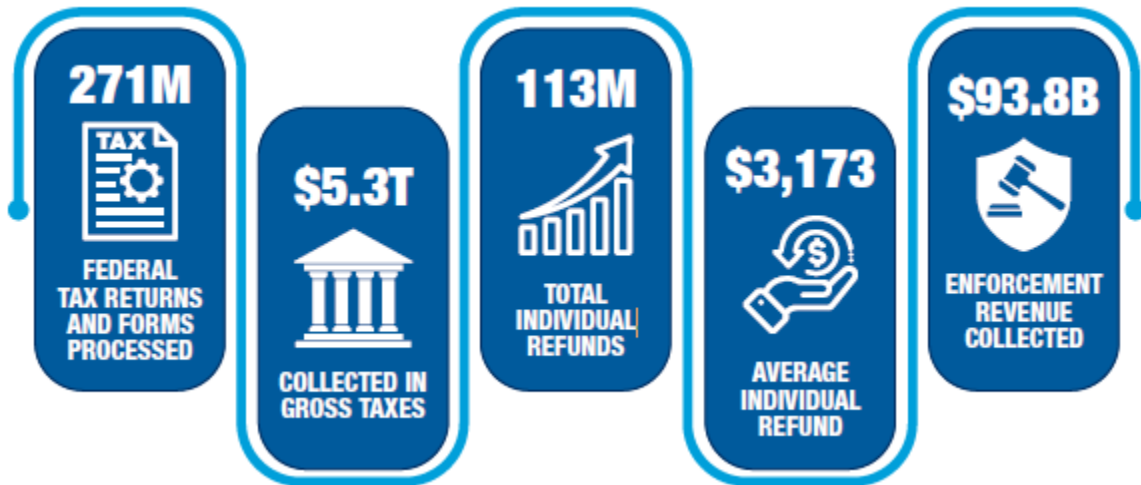 271M
TAX
FEDERAL
TAX RETURNS
AND FORMS
PROCESSED
$5.3T
COLLECTED IN
GROSS TAXES
113M
TOTAL
INDIVIDUAL
REFUNDS
$3,173
$
AVERAGE
INDIVIDUAL
REFUND
$93.8B
ENFORCEMENT
REVENUE
COLLECTED